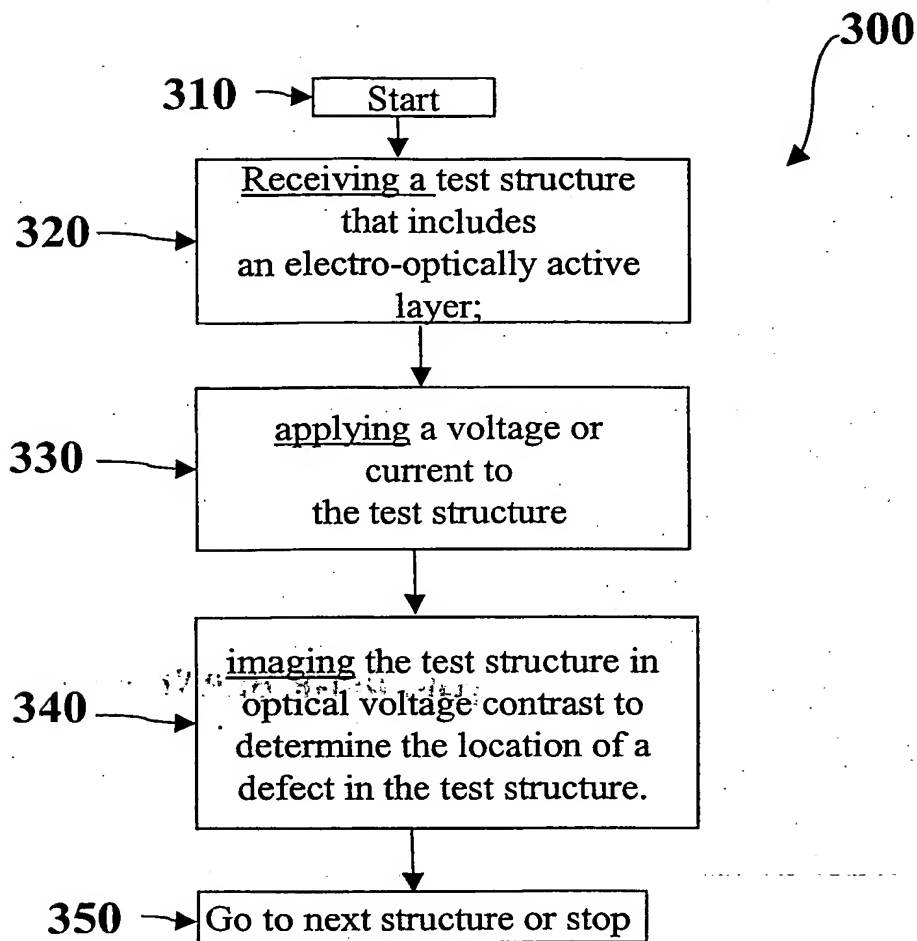 300
310
Start
320
Receiving a test structure
that includes
an electro-optically active
layer;
330
applying a voltage or
current to
the test structure
340
imaging the test structure in
optical voltage contrast to
determine the location of a
defect in the test structure.
350
Go to next structure or stop